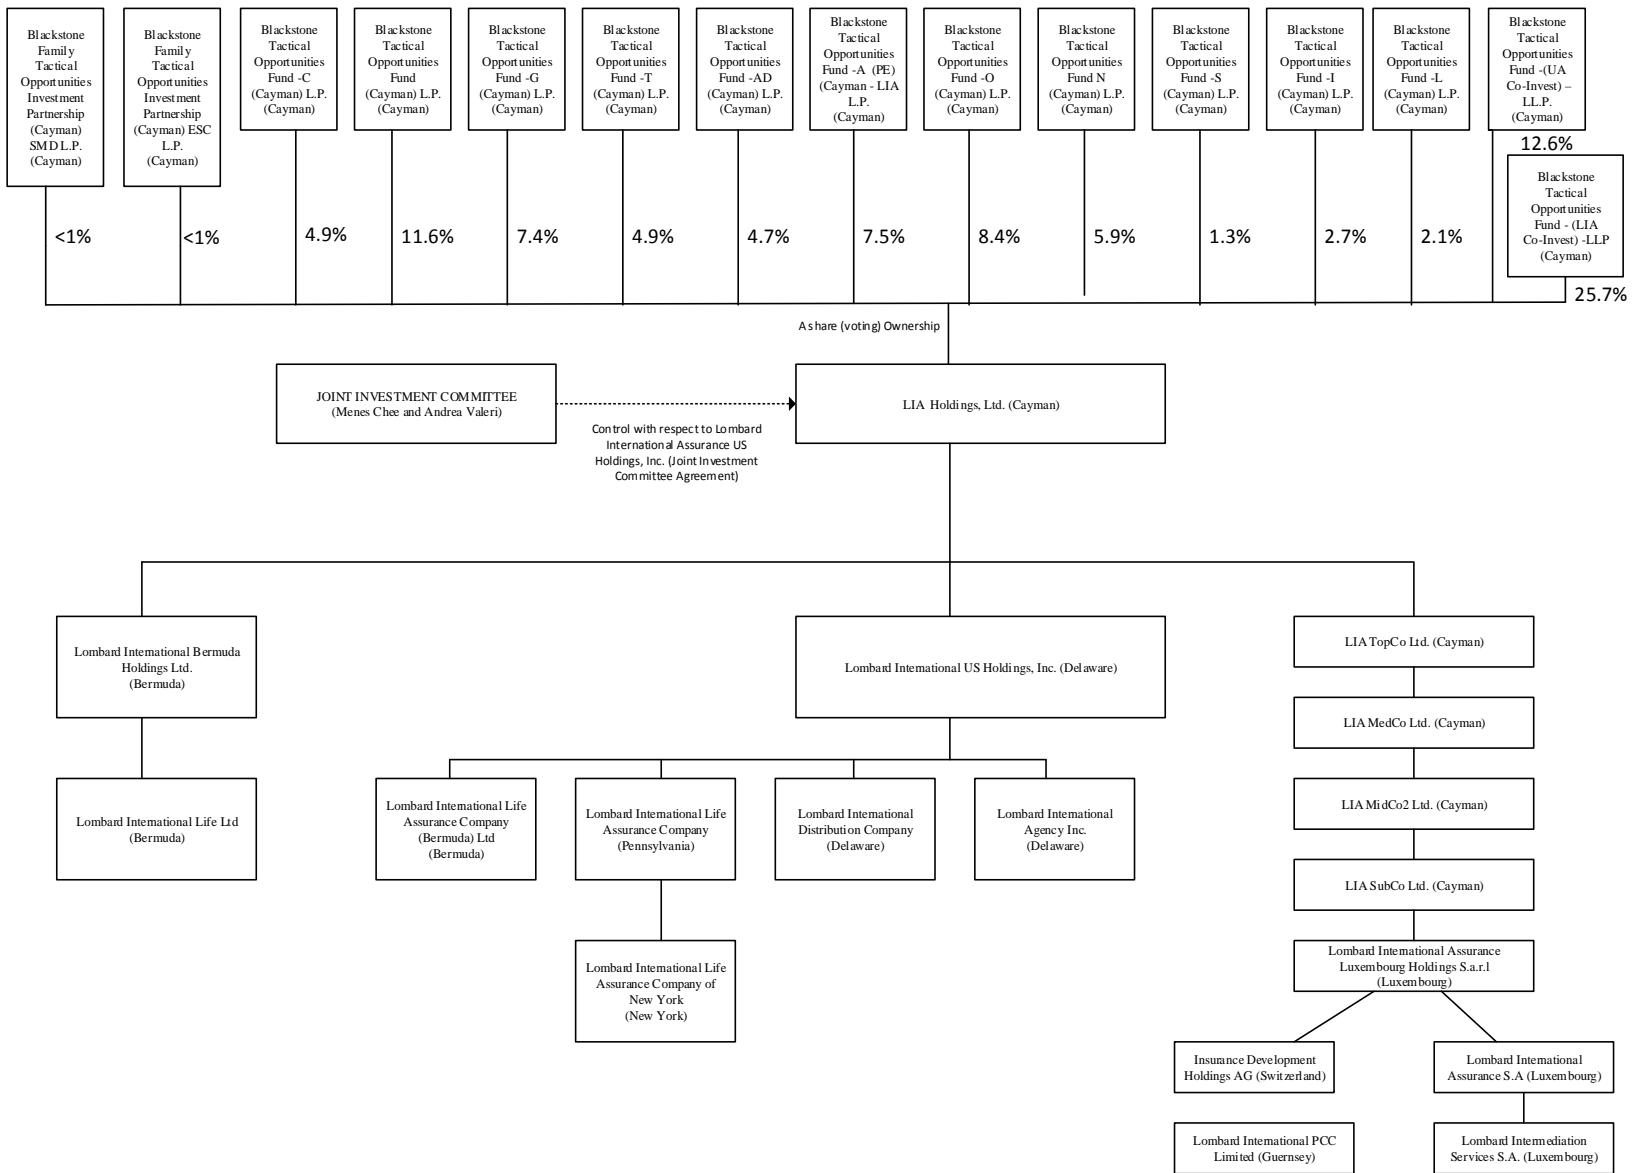 Blackstone
Family
Tactical
Opportunities
Investment
Partnership
(Cayman)
SMD L.P.
(Cayman)
Blackstone
Family
Tactical
Opportunities
Investment
Partnership
(Cayman) ESC
L.P.
(Cayman)
Blackstone
Tactical
Opportunities
Fund -C
(Cayman) L.P.
(Cayman)
Blackstone
Tactical
Opportunities
Fund
(Cayman) L.P.
(Cayman)
Blackstone
Tactical
Opportunities
Fund -G
(Cayman) L.P.
(Cayman)
Blackstone
Tactical
Opportunities
Fund -T
(Cayman) L.P.
(Cayman)
Blackstone
Tactical
Opportunities
Fund -AD
(Cayman) L.P.
(Cayman)
Blackstone
Tactical
Opportunities
Fund -A (PE)
(Cayman - LIA
L.P.
(Cayman)
Blackstone
Tactical
Opportunities
Fund -O
(Cayman) L.P.
(Cayman)
Blackstone
Tactical
Opportunities
Fund N
(Cayman) L.P.
(Cayman)
Blackstone
Tactical
Opportunities
Fund -S
(Cayman) L.P.
(Cayman)
Blackstone
Tactical
Opportunities
Fund -I
(Cayman) L.P.
(Cayman)
Blackstone
Tactical
Opportunities
Fund -L
(Cayman) L.P.
(Cayman)
Blackstone
Tactical
Opportunities
Fund -(UA
Co-Invest) –
LL.P.
(Cayman)
12.6%
Blackstone
Tactical
Opportunities
Fund - (LIA
Co-Invest) -LLP
(Cayman)
<1%
<1%
4.9%
11.6%
7.4%
4.9%
4.7%
7.5%
8.4%
5.9%
1.3%
2.7%
2.1%
25.7%
A share (voting) Ownership
JOINT INVESTMENT COMMITTEE
(Menes Chee and Andrea Valeri)
Control with respect to Lombard
International Assurance US
Holdings, Inc. (Joint Investment
Committee Agreement)
LIA Holdings, Ltd. (Cayman)
Lombard International Bermuda
Holdings Ltd.
(Bermuda)
Lombard International US Holdings, Inc. (Delaware)
LIA TopCo Ltd. (Cayman)
LIA MedCo Ltd. (Cayman)
Lombard International Life Ltd
(Bermuda)
Lombard International Life
Assurance Company
(Bermuda) Ltd
(Bermuda)
Lombard International Life
Assurance Company
(Pennsylvania)
Lombard International
Distribution Company
(Delaware)
Lombard International
Agency Inc.
(Delaware)
LIA MidCo2 Ltd. (Cayman)
LIA SubCo Ltd. (Cayman)
Lombard International Life
Assurance Company of
New York
(New York)
Lombard International Assurance
Luxembourg Holdings S.a.r.l
(Luxembourg)
Insurance Development
Holdings AG (Switzerland)
Lombard International
Assurance S.A (Luxembourg)
Lombard International PCC
Limited (Guernsey)
Lombard Intermediation
Services S.A. (Luxembourg)